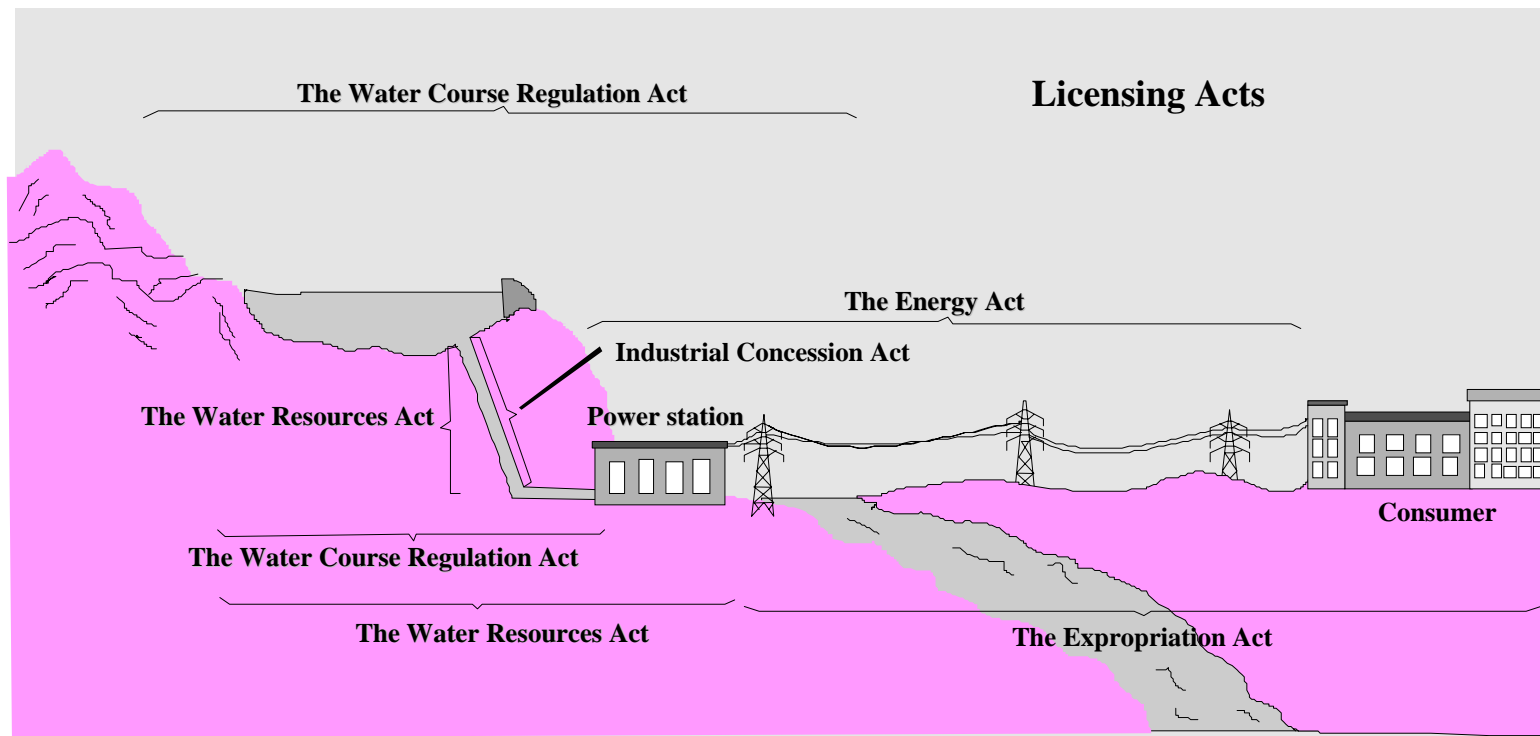 The Water Course Regulation Act
Licensing Acts
The Energy Act
Industrial Concession Act
The Water Resources Act
Power station
Consumer
The Water Course Regulation Act
The Water Resources Act
The Expropriation Act